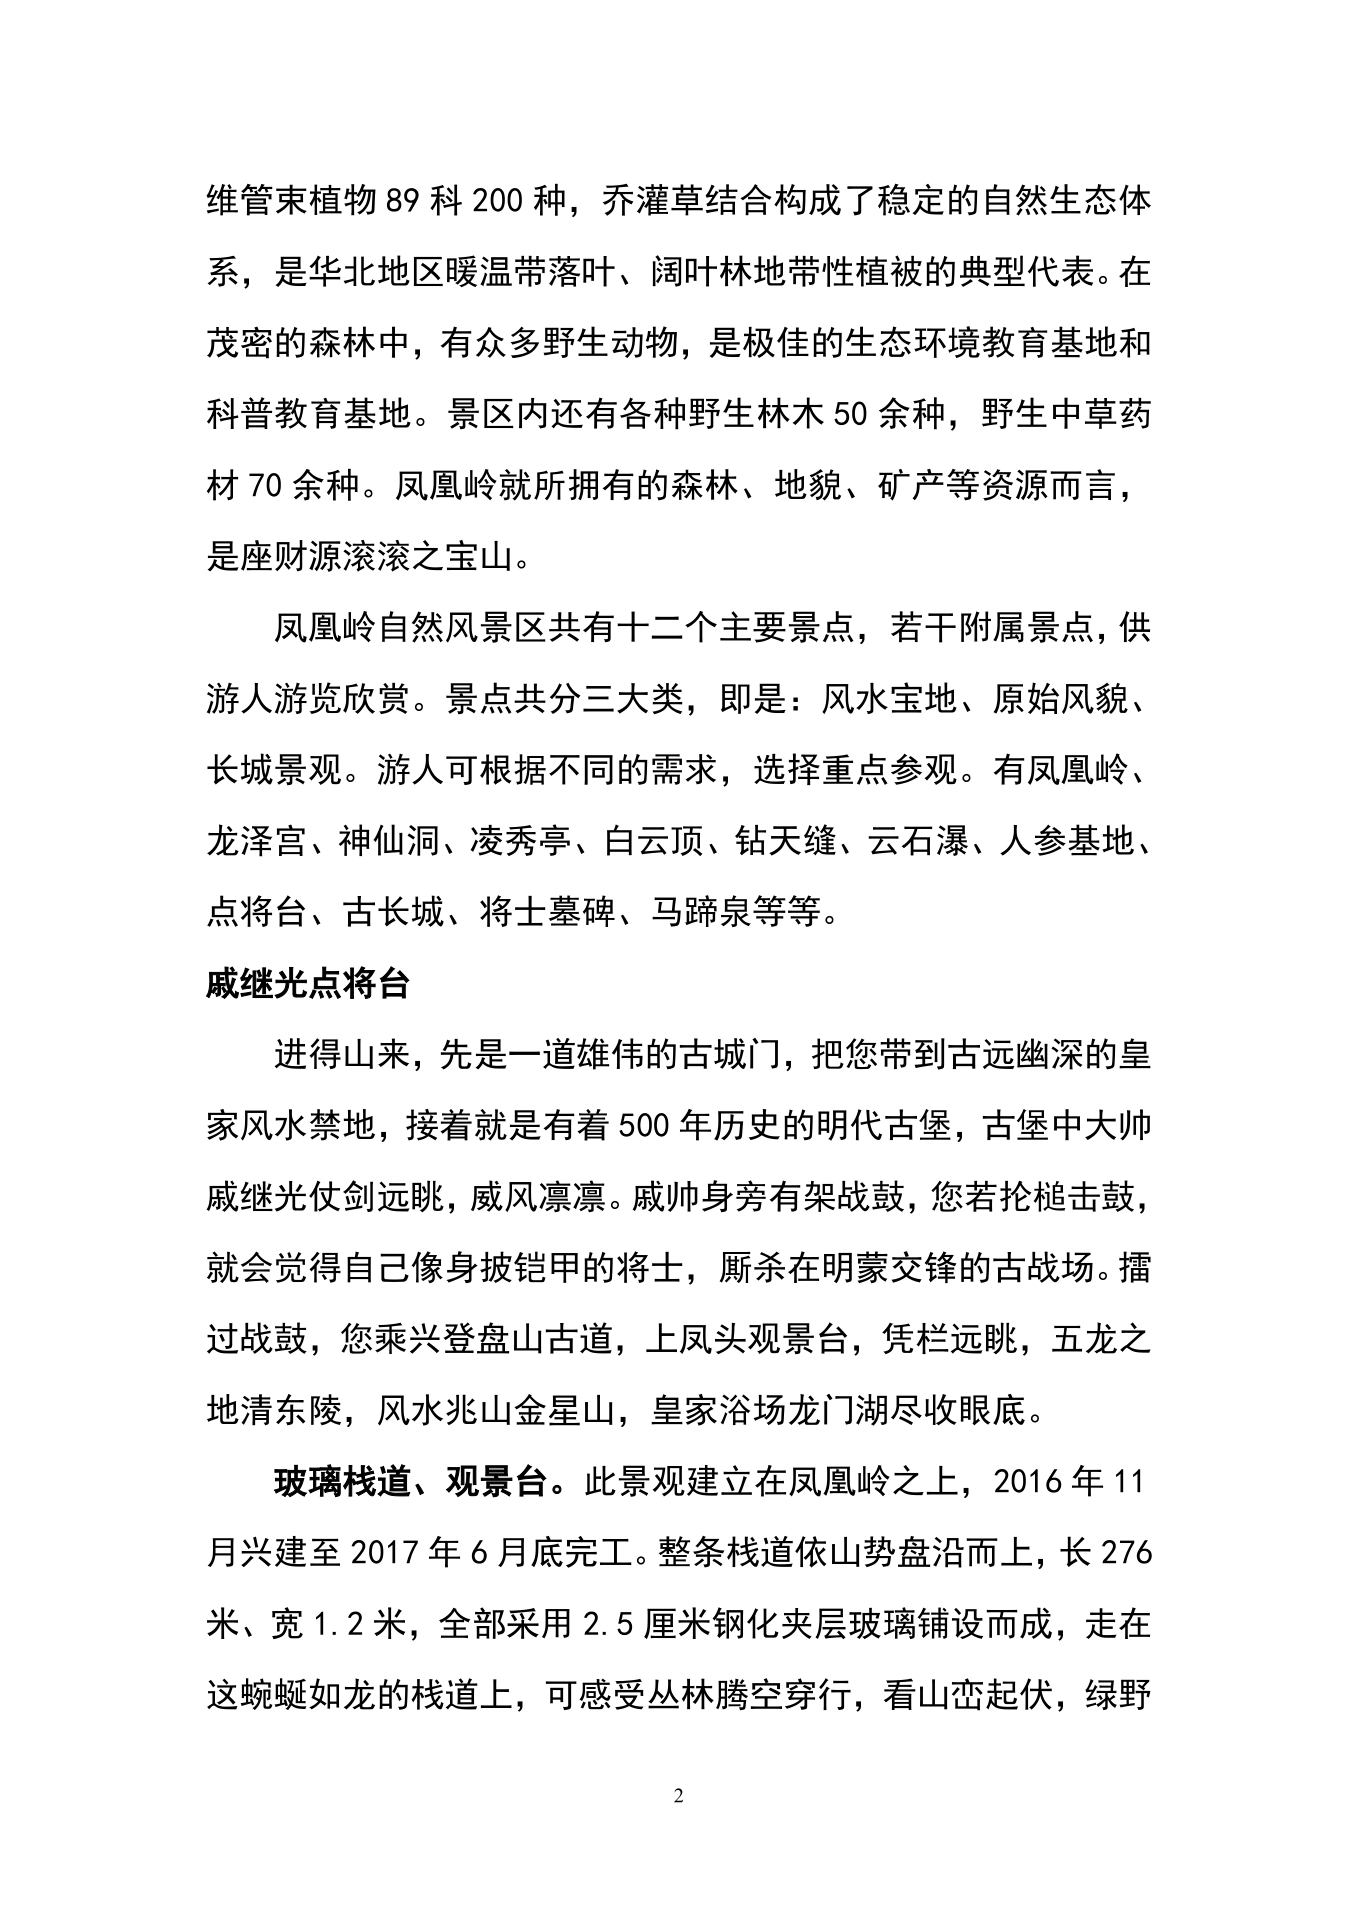 维管束植物 89 科 200 种，乔灌草结合构成了稳定的自然生态体
系，是华北地区暖温带落叶、阔叶林地带性植被的典型代表。在
茂密的森林中，有众多野生动物，是极佳的生态环境教育基地和
科普教育基地。景区内还有各种野生林木 50 余种，野生中草药
材 70 余种。凤凰岭就所拥有的森林、地貌、矿产等资源而言，
是座财源滚滚之宝山。
凤凰岭自然风景区共有十二个主要景点，若干附属景点，供
游人游览欣赏。景点共分三大类，即是：风水宝地、原始风貌、
长城景观。游人可根据不同的需求，选择重点参观。有凤凰岭、
龙泽宫、神仙洞、凌秀亭、白云顶、钻天缝、云石瀑、人参基地、
点将台、古长城、将士墓碑、马蹄泉等等。
戚继光点将台
进得山来，先是一道雄伟的古城门，把您带到古远幽深的皇
家风水禁地，接着就是有着 500 年历史的明代古堡，古堡中大帅
戚继光仗剑远眺，威风凛凛。戚帅身旁有架战鼓，您若抡槌击鼓，
就会觉得自己像身披铠甲的将士，厮杀在明蒙交锋的古战场。擂
过战鼓，您乘兴登盘山古道，上凤头观景台，凭栏远眺，五龙之
地清东陵，风水兆山金星山，皇家浴场龙门湖尽收眼底。
玻璃栈道、观景台。此景观建立在凤凰岭之上，2016 年 11
月兴建至 2017 年 6 月底完工。整条栈道依山势盘沿而上，长 276
米、宽 1.2 米，全部采用 2.5 厘米钢化夹层玻璃铺设而成，走在
这蜿蜒如龙的栈道上，可感受丛林腾空穿行，看山峦起伏，绿野
2